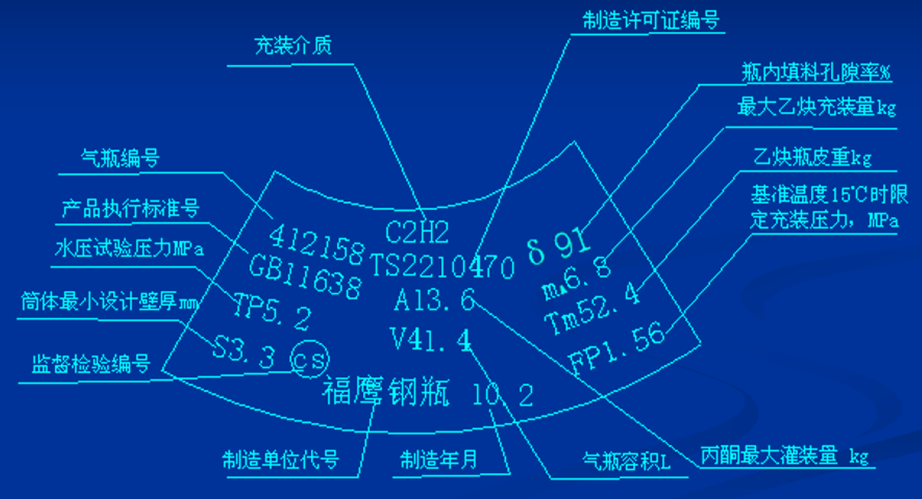 制造许可证编号
充装介质
瓶内填料孔隙率%
最大乙炔充装量kg
气瓶编号
乙炔瓶皮重kg
产品执行标准号
基准温度15℃时限
定充装压力，MPa
水压试验压力MPa
筒体最小设计壁厚mm
监督检验编号
412158
C2H2
δ91
GB11638
TS2210470
mA6.8
TP5.2
A13.6
Tm52.4
S3.3
CS
V41.4
FP1.56
福鹰钢瓶 10.2
制造单位代号
制造年月
气瓶容积L
丙酮最大灌装量 kg